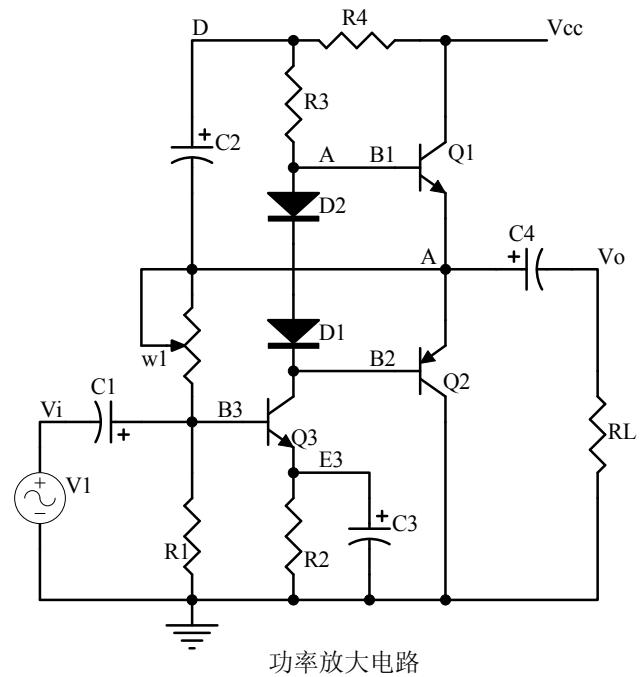 D
R4
Vcc
R3
C2
A
B1
Q1
D2
C4
A
Vo
D1
w1
B2
Q2
C1
Vi
B3
Q3
RL
E3
V1
C3
R1
R2
功率放大电路